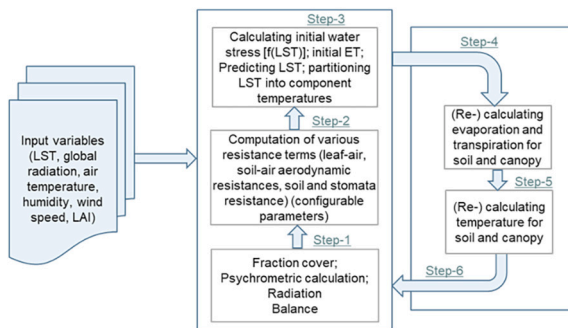 Input variables
(LST, global
radiation, air
temperature,
humidity, wind
speed, LAI)
Step-3
Calculating initial water
stress [f(LST)]; initial ET;
Predicting LST; partitioning
LST into component
temperatures
Step-2
Computation of various
resistance terms (leaf-air,
soil-air aerodynamic
resistances, soil and stomata
resistance) (configurable
parameters)
Step-1
Fraction cover;
Psychrometric calculation;
Radiation
Balance
Step-4
(Re-) calculating
evaporation and
transpiration for
soil and canopy
Step-5
(Re-) calculating
temperature for
soil and canopy
Step-6